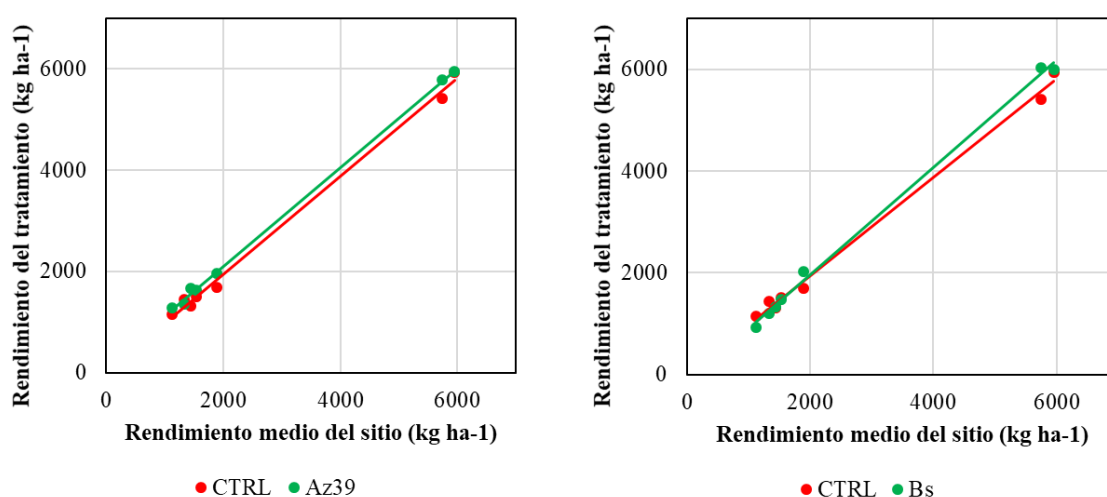 Rendimiento del tratamiento (kg ha-1)
6000
4000
2000
0
0 2000 4000 6000
Rendimiento medio del sitio (kg ha-1)
CTRL Az39
Rendimiento del tratamiento (kg ha-1)
6000
4000
2000
0
0 2000 4000 6000
Rendimiento medio del sitio (kg ha-1)
CTRL Bs